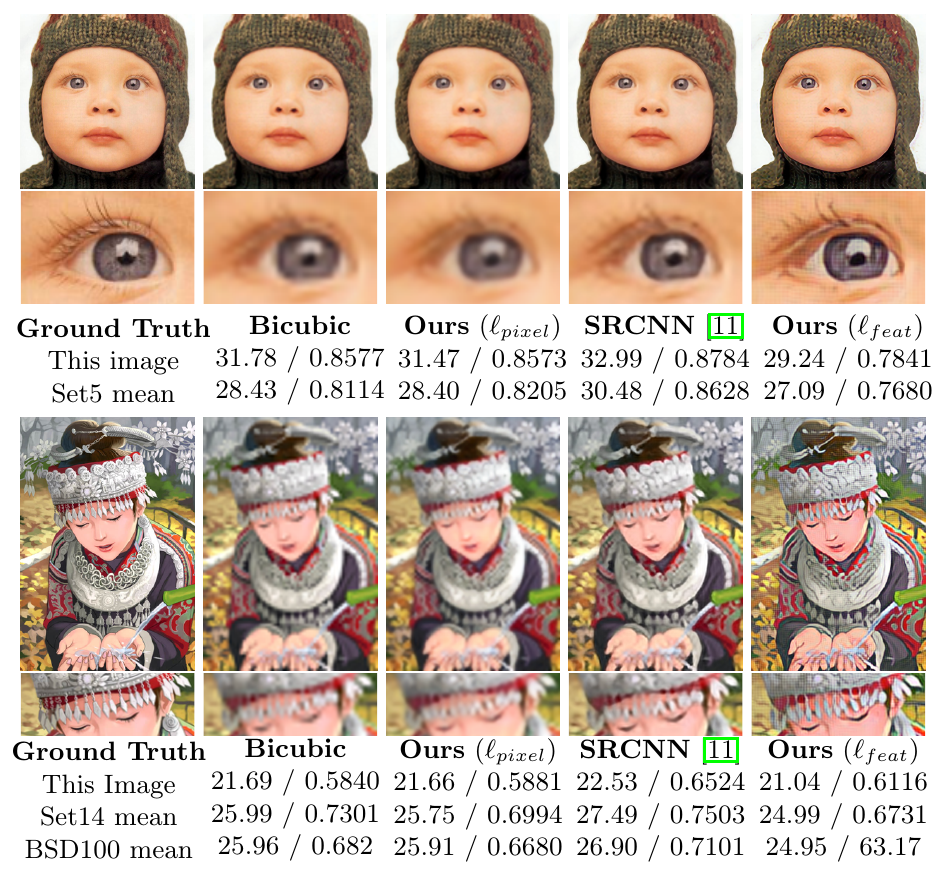 Ground Truth Bicubic Ours (ℓpixel) SRCNN [11] Ours (ℓfeat)
This image 31.78 / 0.8577 31.47 / 0.8573 32.99 / 0.8784 29.24 / 0.7841
Set5 mean 28.43 / 0.8114 28.40 / 0.8205 30.48 / 0.8628 27.09 / 0.7680
Ground Truth Bicubic Ours (ℓpixel) SRCNN [11] Ours (ℓfeat)
This Image 21.69 / 0.5840 21.66 / 0.5881 22.53 / 0.6524 21.04 / 0.6116
Set14 mean 25.99 / 0.7301 25.75 / 0.6994 27.49 / 0.7503 24.99 / 0.6731
BSD100 mean 25.96 / 0.682 25.91 / 0.6680 26.90 / 0.7101 24.95 / 63.17